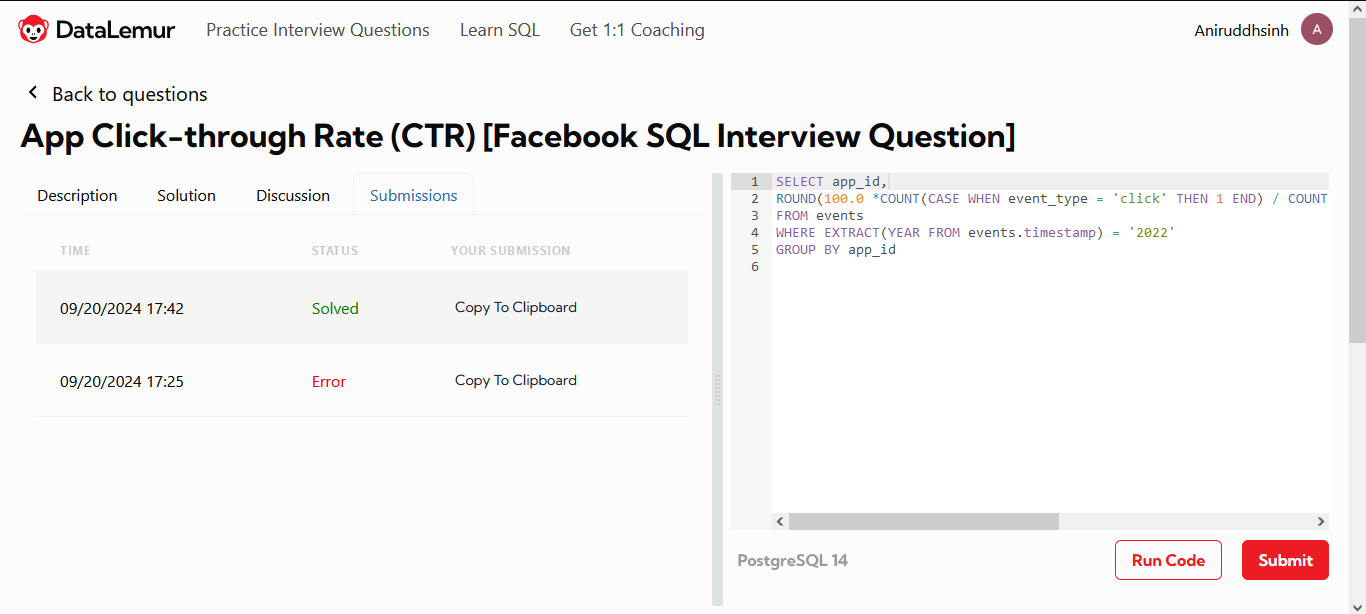 DataLemur Practice Interview Questions Learn SQL Get 1:1 Coaching Aniruddhsinh A
Back to questions
App Click-through Rate (CTR) [Facebook SQL Interview Question]
Description Solution Discussion Submissions
TIME STATUS YOUR SUBMISSION
09/20/2024 17:42 Solved Copy To Clipboard
09/20/2024 17:25 Error Copy To Clipboard
1 SELECT app_id,
2 ROUND(100.0 *COUNT(CASE WHEN event_type = 'click' THEN 1 END) / COUNT
3 FROM events
4 WHERE EXTRACT(YEAR FROM events.timestamp) = '2022'
5 GROUP BY app_id
6
PostgreSQL 14 Run Code Submit